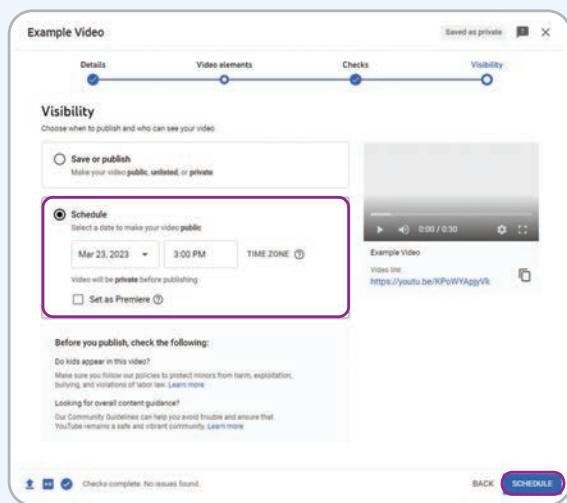 Example Video
Saved as private
Details
Video elements
Checks
Visibility
Visibility
Choose when to publish and who can see your video
Save or publish
Make your video public, unlisted, or private
Schedule
Select a date to make your video public
Mar 23, 2023
3:00 PM
TIME ZONE
Video will be private before publishing
Set as Premiere
0:00 / 0:30
Example Video
Video link
https://youtu.be/KPoWYApjyVk
Before you publish, check the following:
Do kids appear in this video?
Make sure you follow our policies to protect minors from harm, exploitation,
bullying, and violations of labor law. Learn more
Looking for overall content guidance?
Our Community Guidelines can help you avoid trouble and ensure that
YouTube remains a safe and vibrant community. Learn more
Checks complete. No issues found.
BACK
SCHEDULE